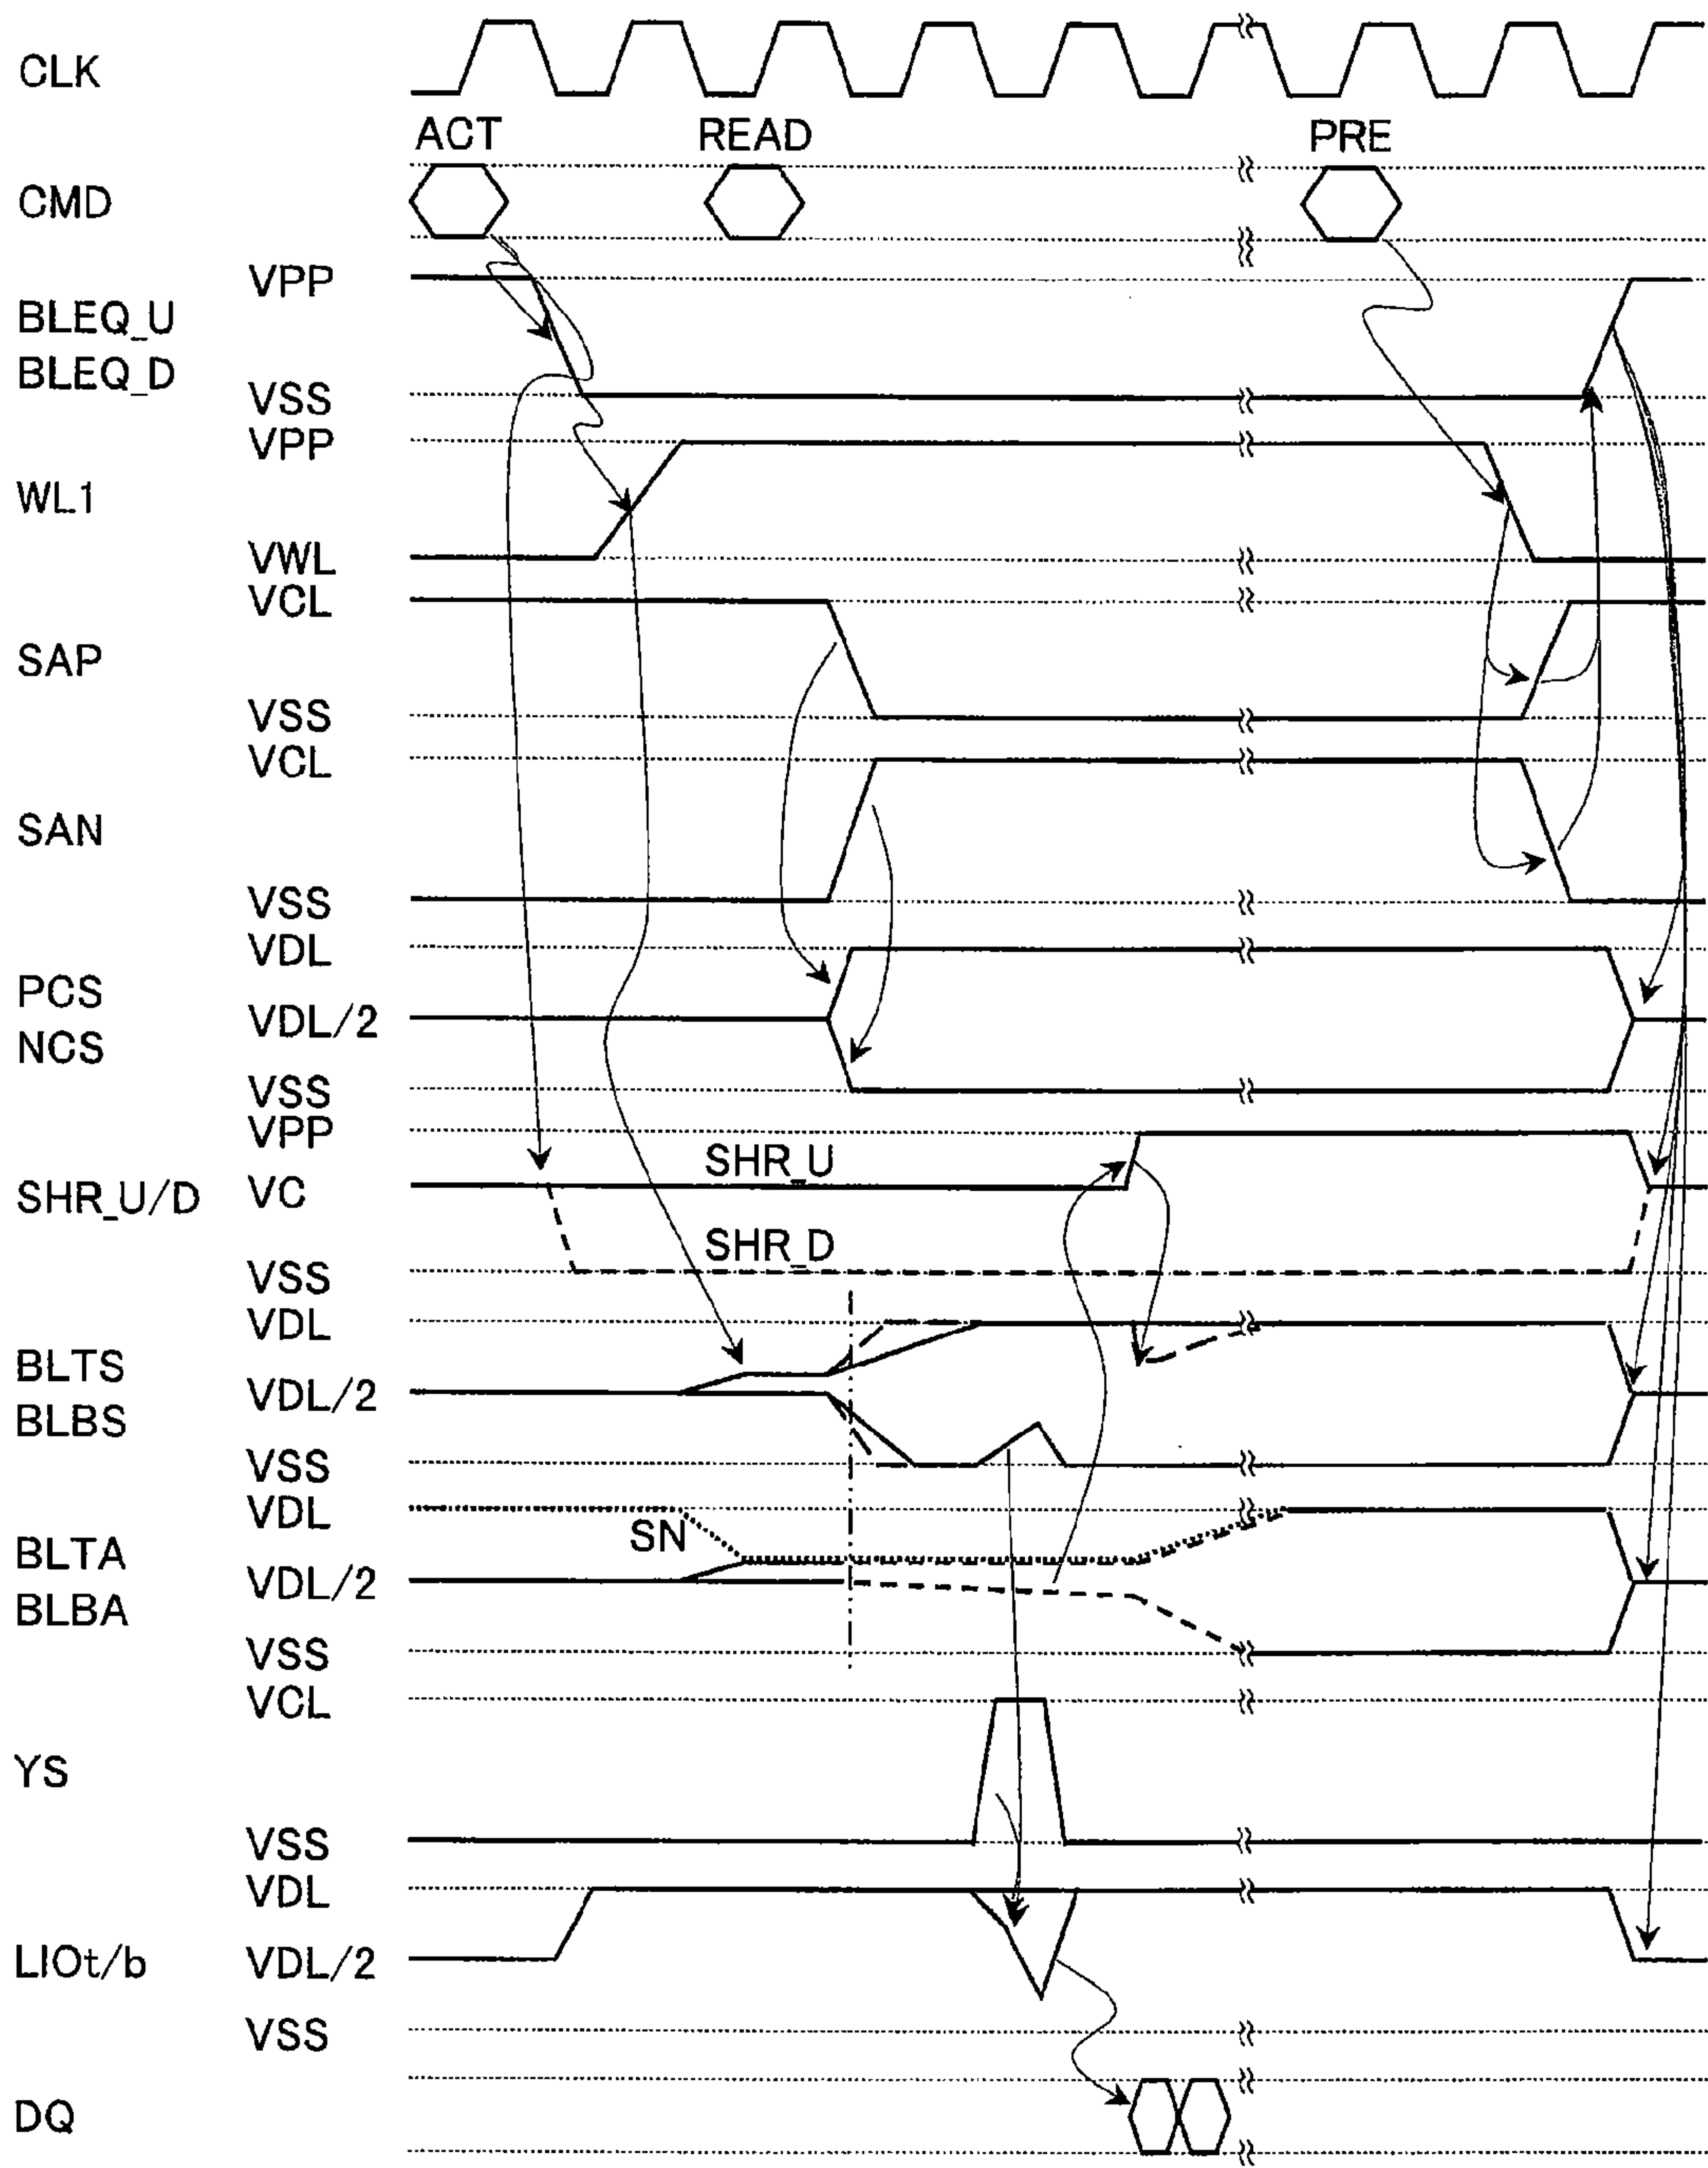 CLK
ACT READ PRE
CMD
VPP
BLEQ_U
BLEQ_D
VSS
VPP
WL1
VWL
VCL
SAP
VSS
VCL
SAN
VSS
VDL
PCS
VDL/2
NCS
VSS
VPP
SHR_U
SHR_U/D VC
SHR_D
VSS
VDL
BLTS
VDL/2
BLBS
VSS
VDL
SN
BLTA
VDL/2
BLBA
VSS
VCL
YS
VSS
VDL
LIOt/b VDL/2
VSS
DQ